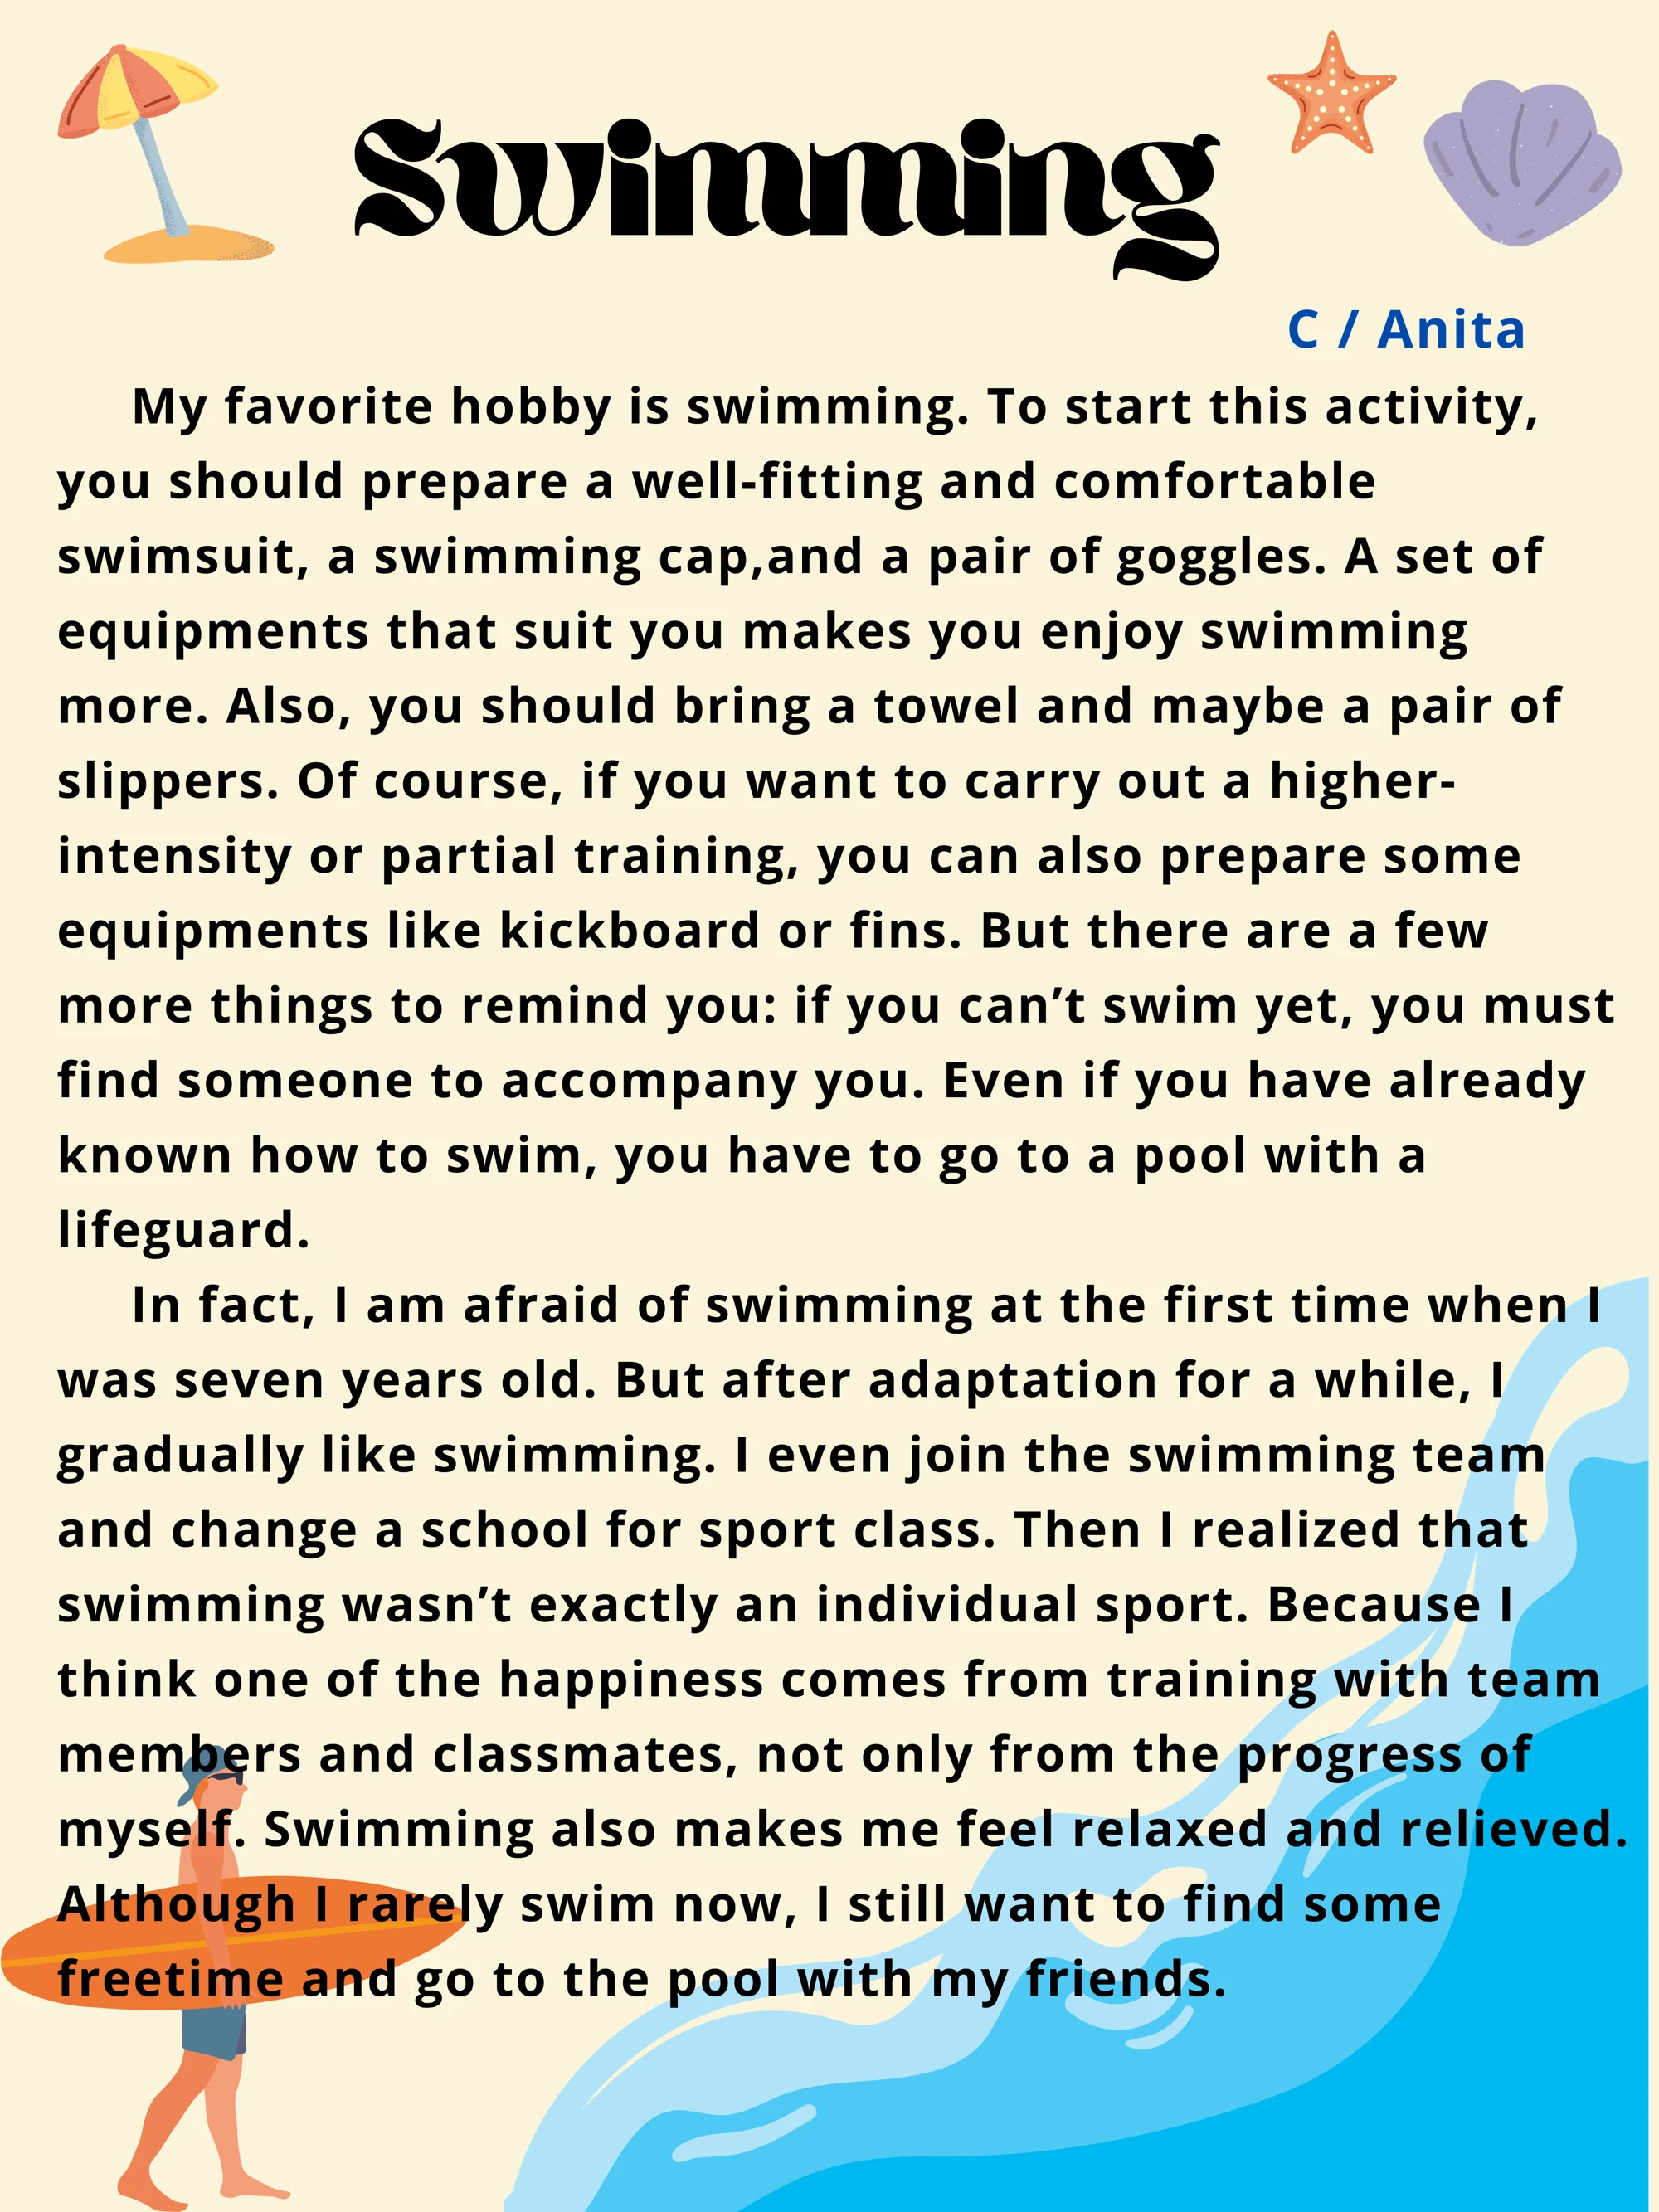 Swimming
C / Anita
My favorite hobby is swimming. To start this activity,
you should prepare a well-fitting and comfortable
swimsuit, a swimming cap,and a pair of goggles. A set of
equipments that suit you makes you enjoy swimming
more. Also, you should bring a towel and maybe a pair of
slippers. Of course, if you want to carry out a higher-
intensity or partial training, you can also prepare some
equipments like kickboard or fins. But there are a few
more things to remind you: if you can’t swim yet, you must
find someone to accompany you. Even if you have already
known how to swim, you have to go to a pool with a
lifeguard.
In fact, I am afraid of swimming at the first time when I
was seven years old. But after adaptation for a while, I
gradually like swimming. I even join the swimming team
and change a school for sport class. Then I realized that
swimming wasn’t exactly an individual sport. Because I
think one of the happiness comes from training with team
members and classmates, not only from the progress of
myself. Swimming also makes me feel relaxed and relieved.
Although I rarely swim now, I still want to find some
freetime and go to the pool with my friends.